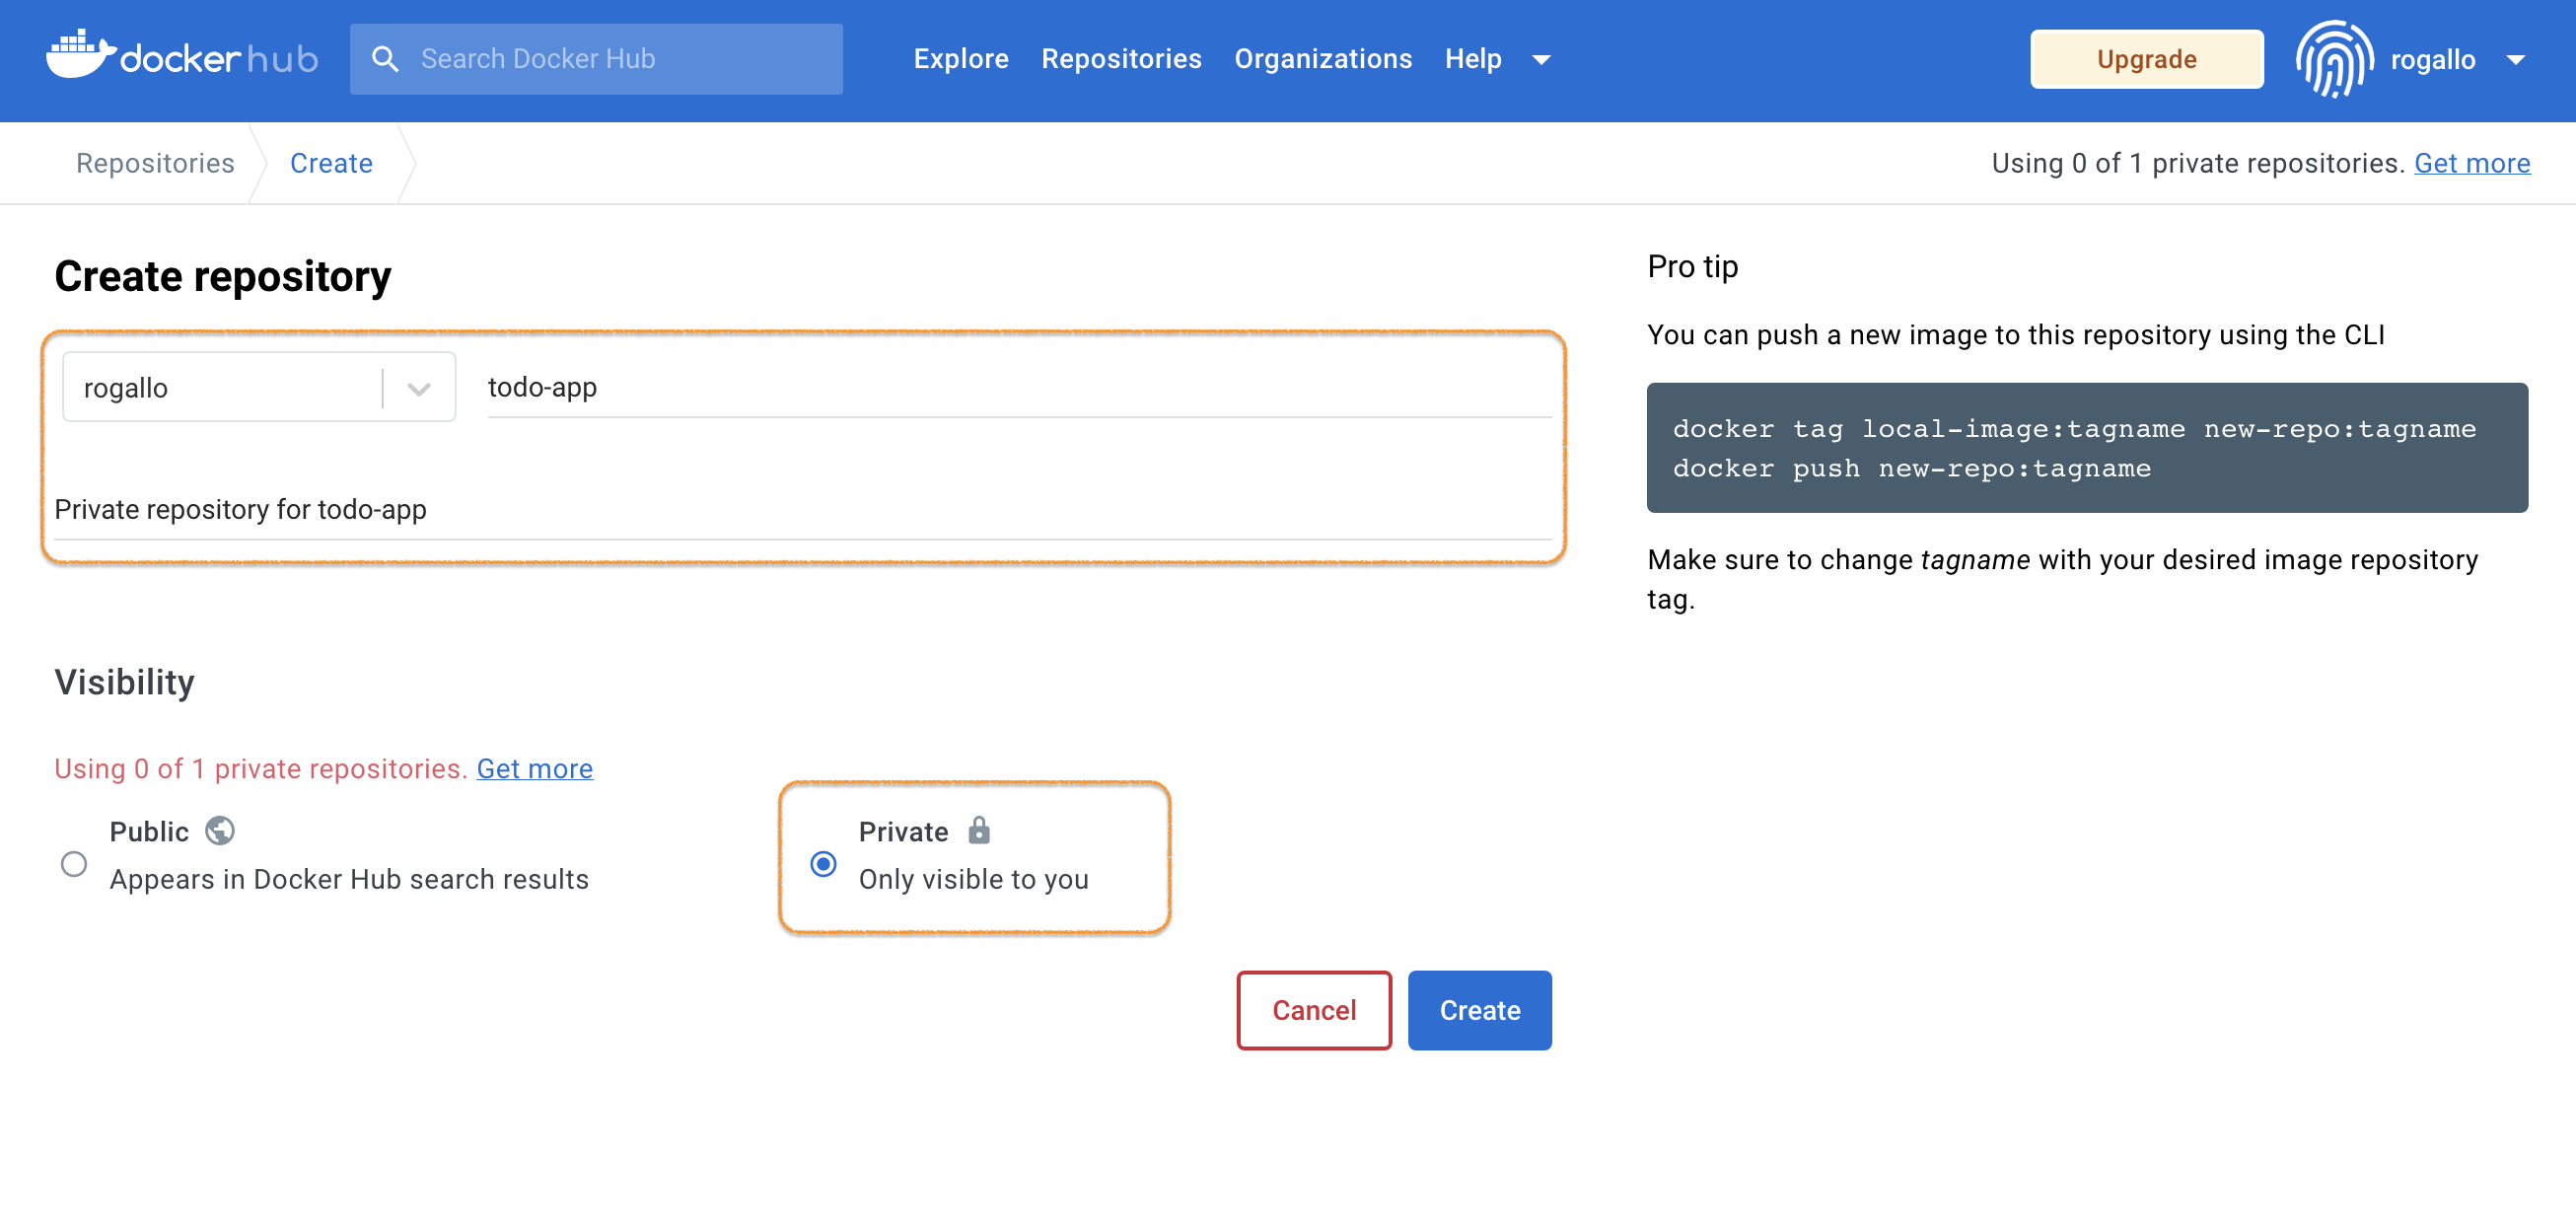 dockerhub
Search Docker Hub
Explore Repositories Organizations Help
Upgrade
rogallo
Repositories
Create
Using 0 of 1 private repositories. Get more
Create repository
rogallo
todo-app
Private repository for todo-app
Visibility
Using 0 of 1 private repositories. Get more
Public
Appears in Docker Hub search results
Private
Only visible to you
Cancel
Create
Pro tip
You can push a new image to this repository using the CLI
docker tag local-image:tagname new-repo:tagname
docker push new-repo:tagname
Make sure to change tagname with your desired image repository
tag.